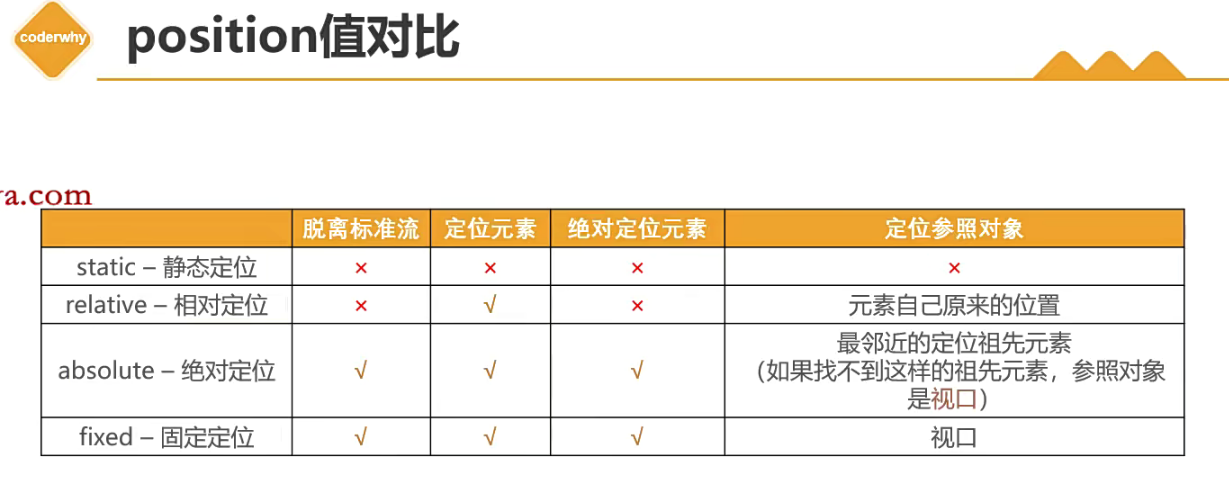 coderwhy
position值对比
a.com
脱离标准流 定位元素 绝对定位元素 定位参照对象
static – 静态定位 × × × ×
relative – 相对定位 × √ × 元素自己原来的位置
absolute – 绝对定位 √ √ √ 最邻近的定位祖先元素
（如果找不到这样的祖先元素，参照对象
是视口）
fixed – 固定定位 √ √ √ 视口